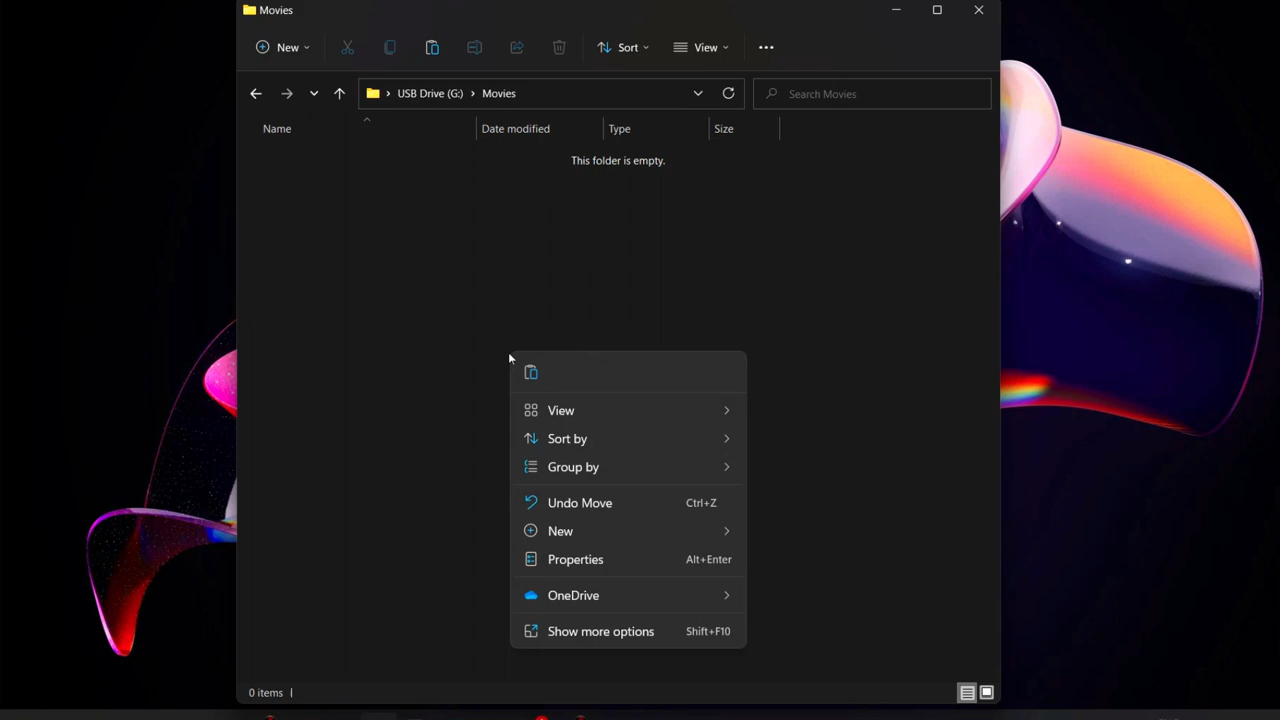 Movies
New
Sort
View
USB Drive (G:) Movies
Search Movies
Name Date modified Type Size
This folder is empty.
View
Sort by
Group by
Undo Move Ctrl+Z
New
Properties Alt+Enter
OneDrive
Show more options Shift+F10
0 items